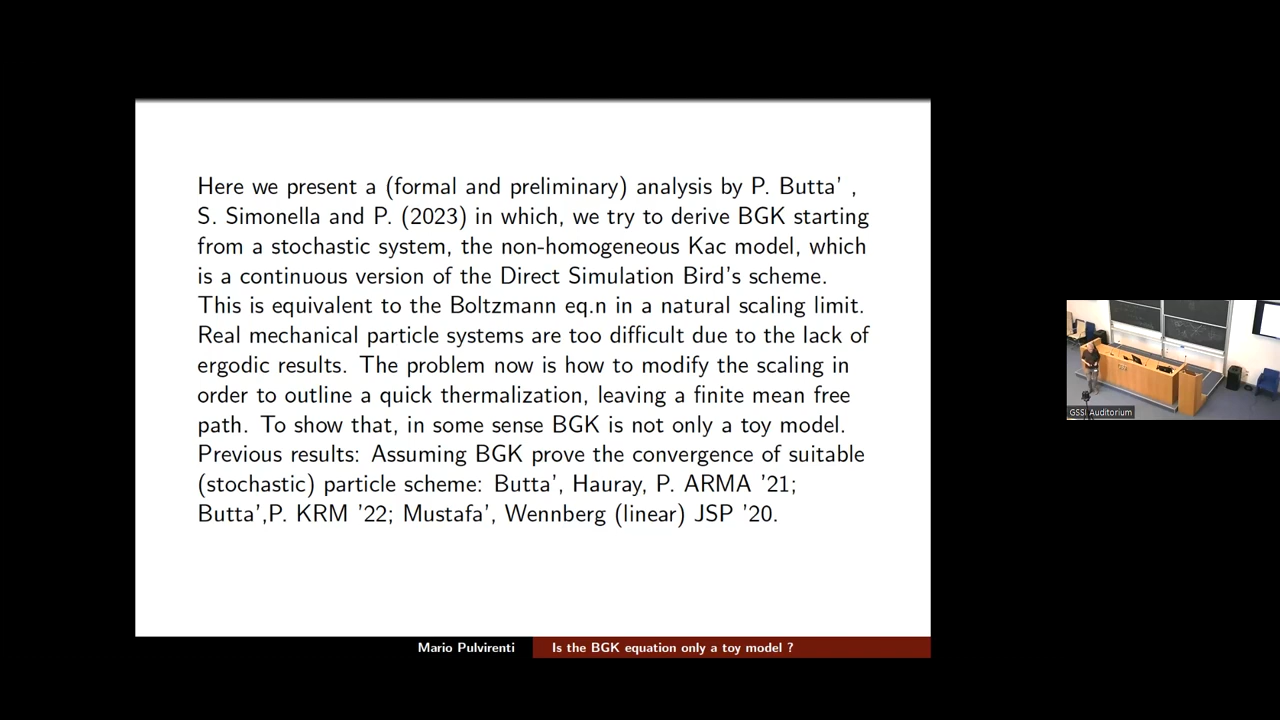 Here we present a (formal and preliminary) analysis by P. Butta' ,
S. Simonella and P. (2023) in which, we try to derive BGK starting
from a stochastic system, the non-homogeneous Kac model, which
is a continuous version of the Direct Simulation Bird's scheme.
This is equivalent to the Boltzmann eq.n in a natural scaling limit.
Real mechanical particle systems are too difficult due to the lack of
ergodic results. The problem now is how to modify the scaling in
order to outline a quick thermalization, leaving a finite mean free
path. To show that, in some sense BGK is not only a toy model.
Previous results: Assuming BGK prove the convergence of suitable
(stochastic) particle scheme: Butta', Hauray, P. ARMA '21;
Butta',P. KRM '22; Mustafa', Wennberg (linear) JSP '20.
Mario Pulvirenti
Is the BGK equation only a toy model ?
GSSI Auditorium